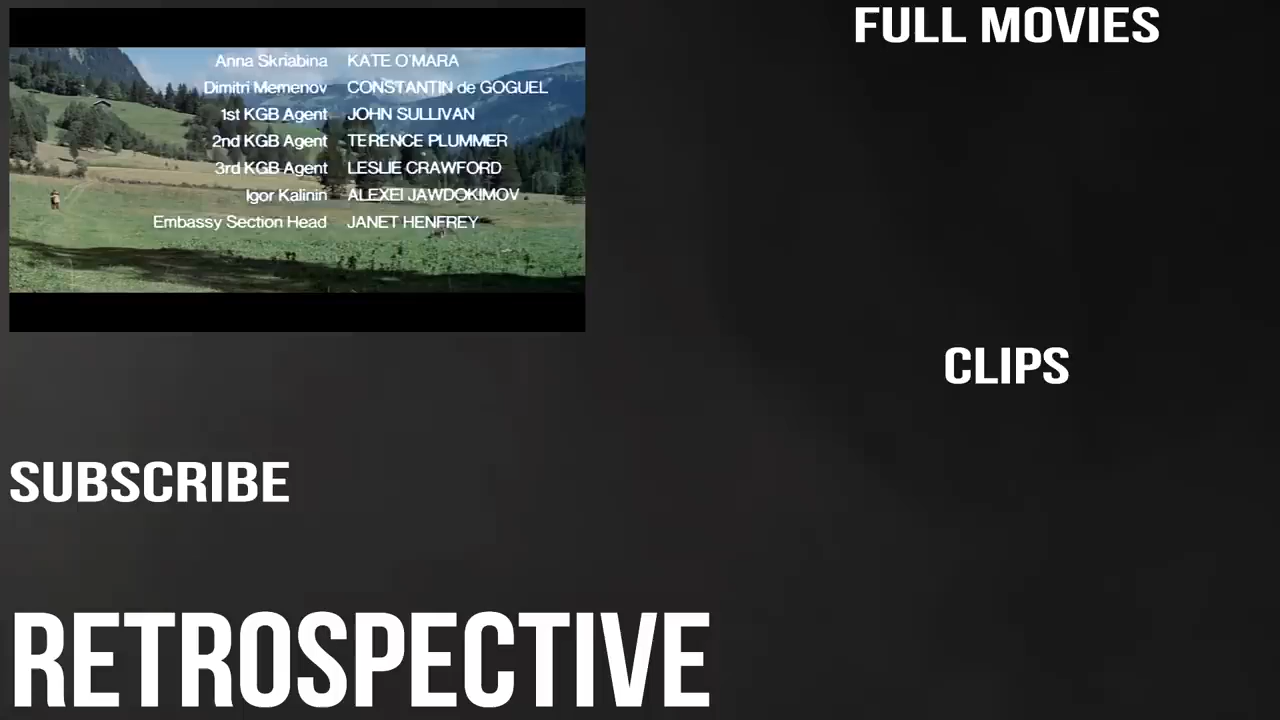 Anna Skriabina KATE O'MARA
Dimitri Memenov CONSTANTIN de GOGUEL
1st KGB Agent JOHN SULLIVAN
2nd KGB Agent TERENCE PLUMMER
3rd KGB Agent LESLIE CRAWFORD
Igor Kalinin ALEXEI JAWDOKIMOV
Embassy Section Head JANET HENFREY
FULL MOVIES
CLIPS
SUBSCRIBE
RETROSPECTIVE